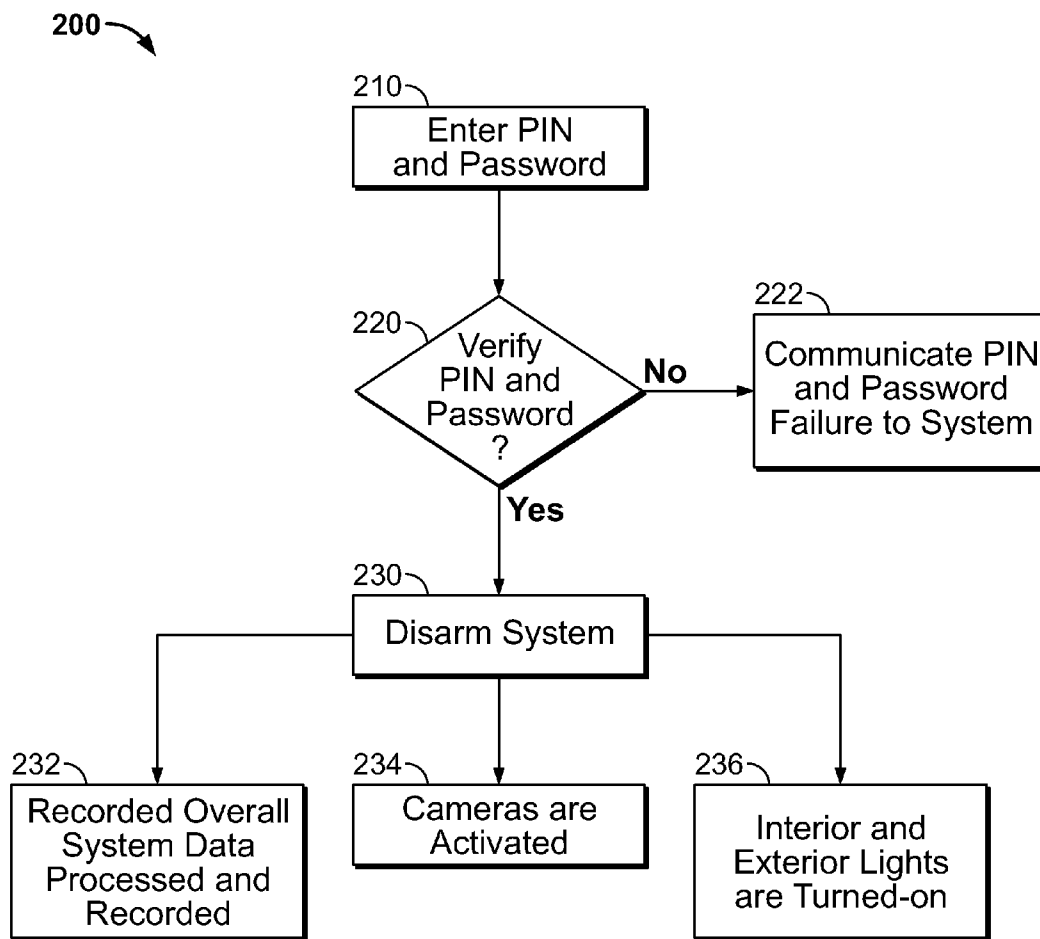 200
210
Enter PIN
and Password
220
Verify
PIN and
Password
?
No
222
Communicate PIN
and Password
Failure to System
Yes
230
Disarm System
232
Recorded Overall
System Data
Processed and
Recorded
234
Cameras are
Activated
236
Interior and
Exterior Lights
are Turned-on